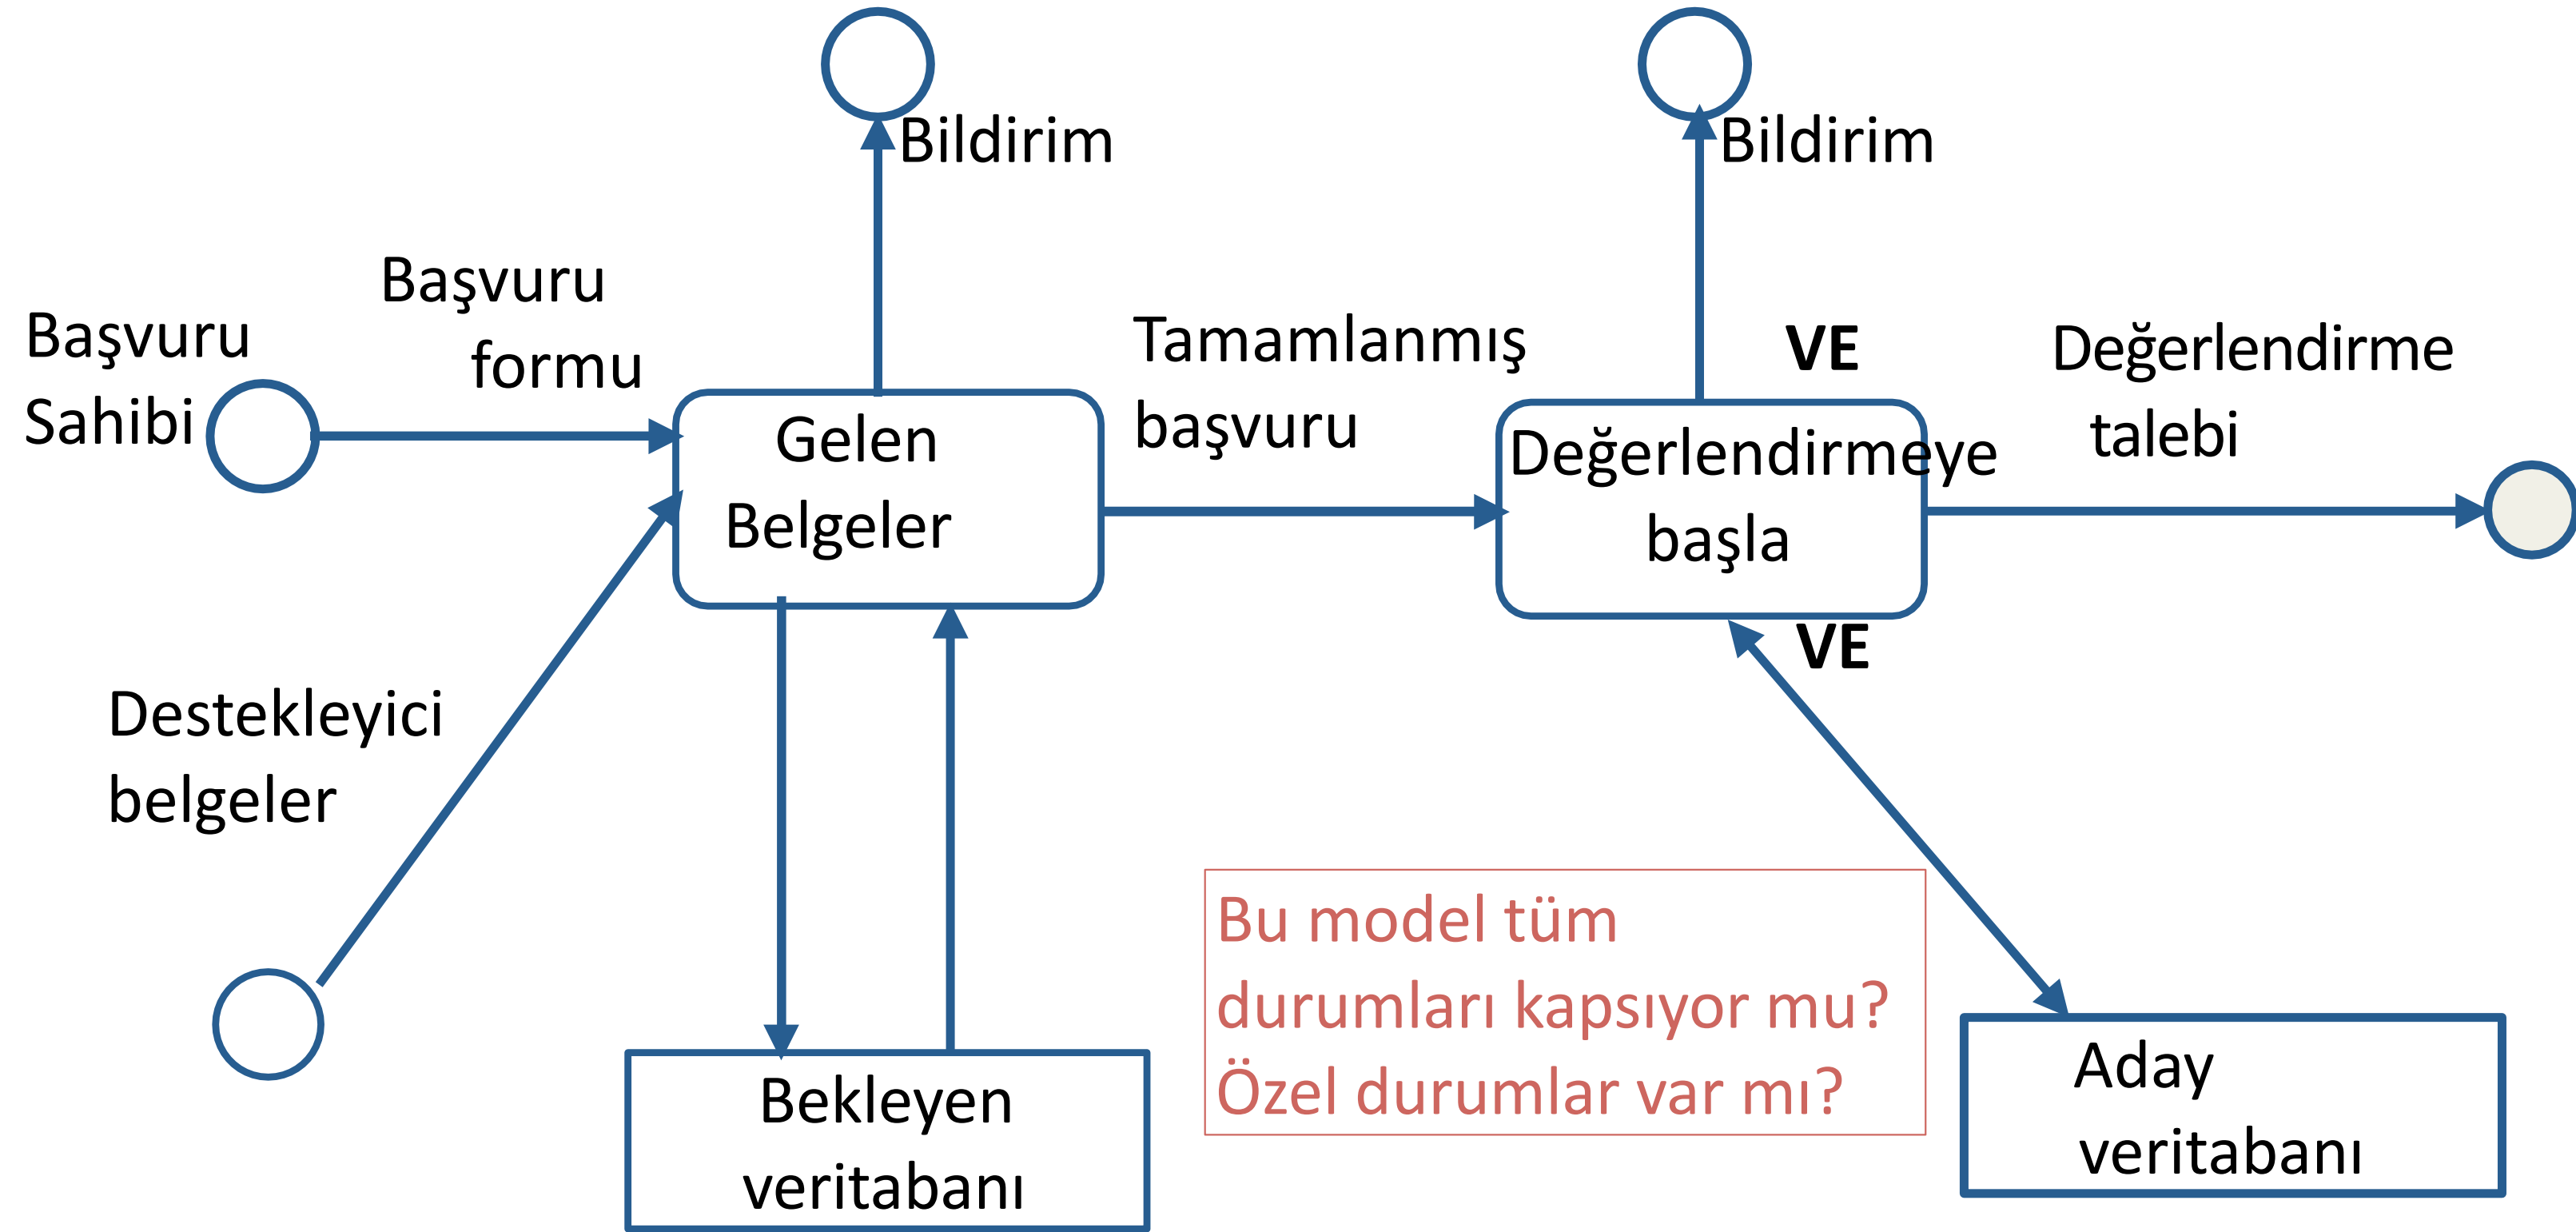 Bildirim
Bildirim
Başvuru
Sahibi
Başvuru
formu
Gelen
Belgeler
Tamamlanmış
başvuru
VE
Değerlendirmeye
başla
VE
Değerlendirme
talebi
Destekleyici
belgeler
Bekleyen
veritabanı
Bu model tüm
durumları kapsıyor mu?
Özel durumlar var mı?
Aday
veritabanı